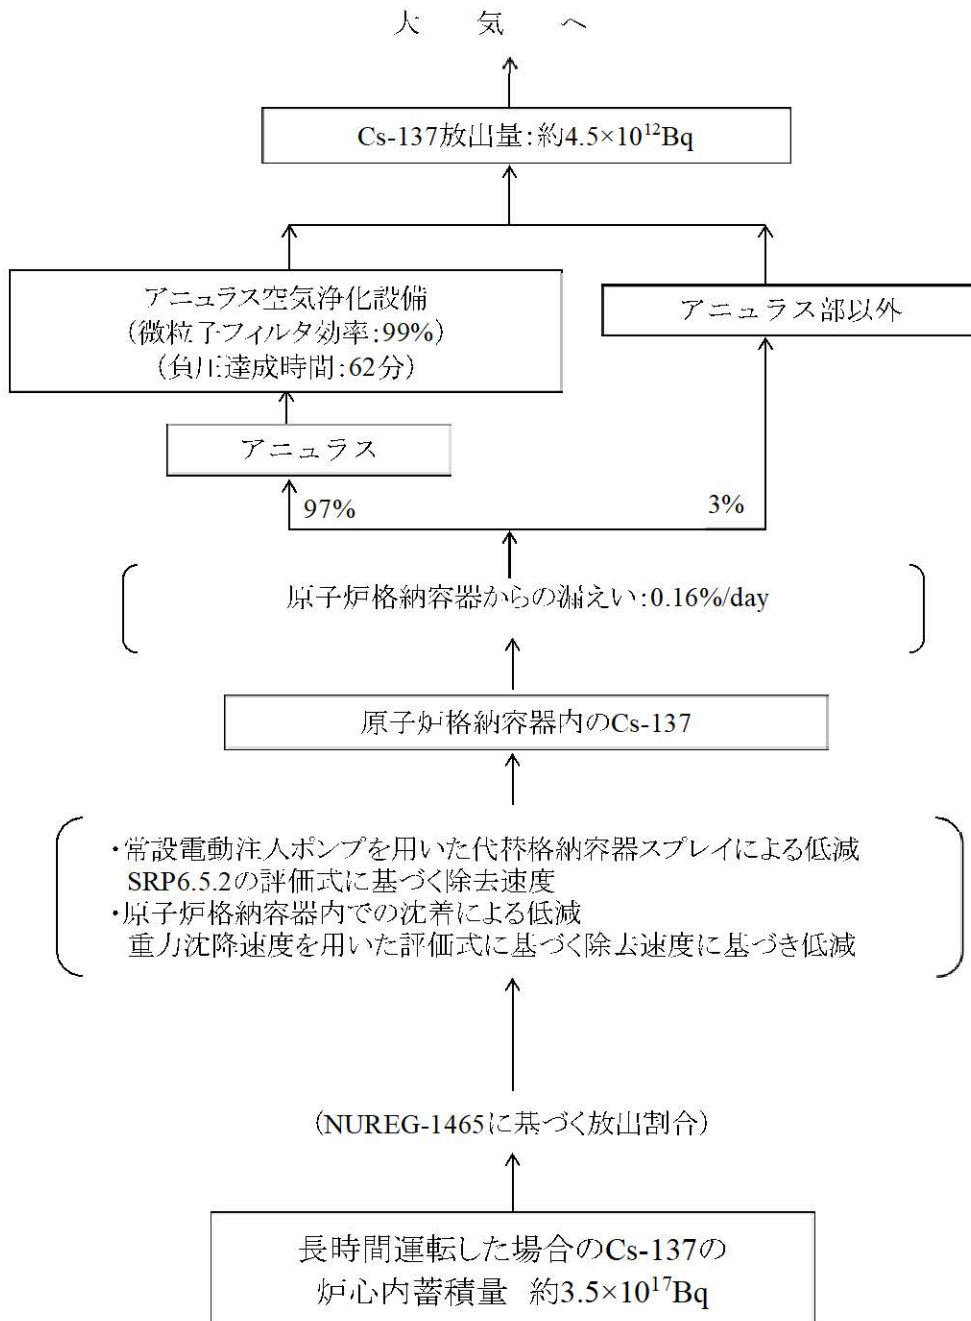 大 気 へ
Cs-137放出量:約4.5×10¹²Bq
アニュラス空気浄化設備
(微粒子フィルタ効率:99%)
(負圧達成時間:62分)
アニュラス部以外
アニュラス
97%
3%
原子炉格納容器からの漏えい:0.16%/day
原子炉格納容器内のCs-137
・常設電動注入ポンプを用いた代替格納容器スプレイによる低減
SRP6.5.2の評価式に基づく除去速度
・原子炉格納容器内での沈着による低減
重力沈降速度を用いた評価式に基づく除去速度に基づき低減
(NUREG-1465に基づく放出割合)
長時間運転した場合のCs-137の
炉心内蓄積量 約3.5×10¹⁷Bq